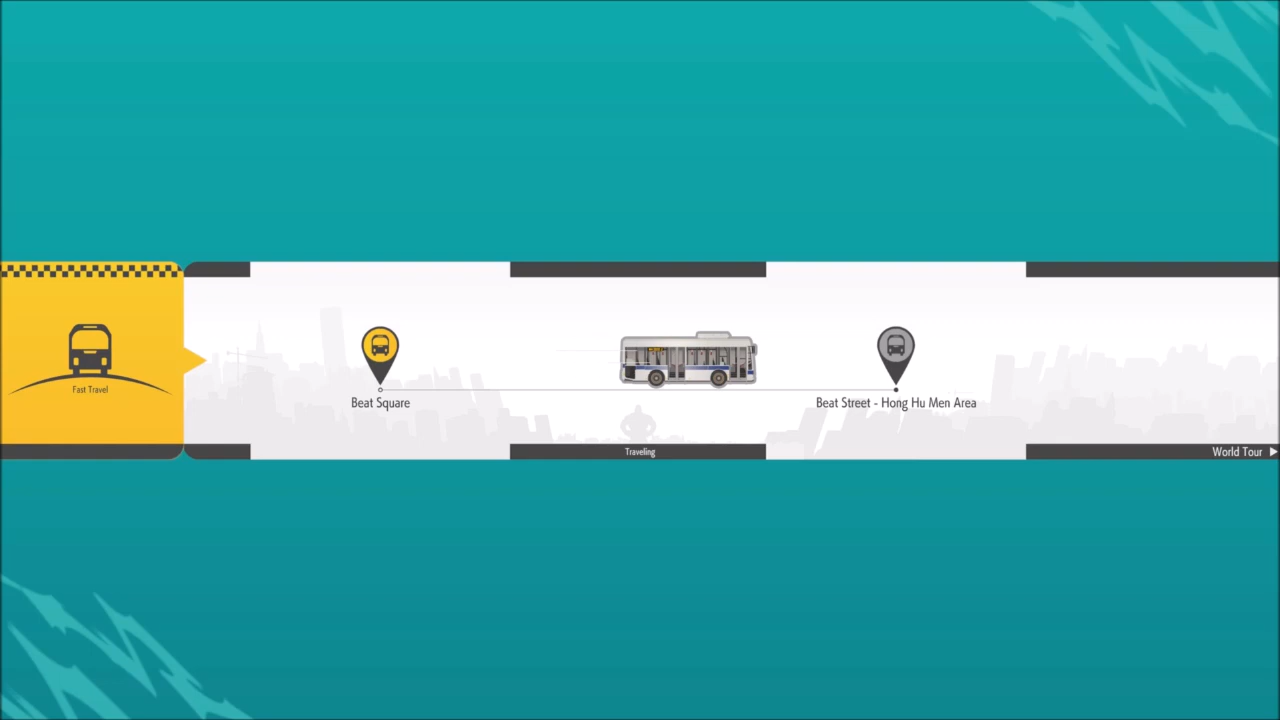 Fast Travel
Beat Square
Beat Street - Hong Hu Men Area
Traveling
World Tour